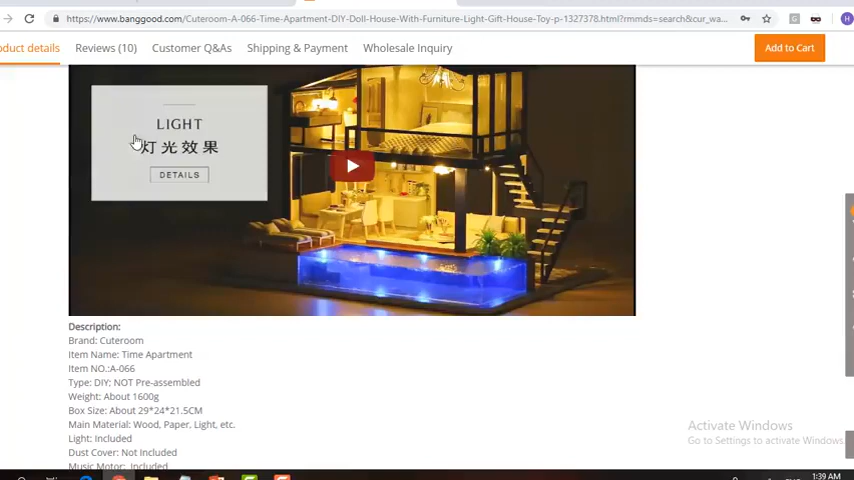 https://www.banggood.com/Cuteroom-A-066-Time-Apartment-DIY-Doll-House-With-Furniture-Light-Gift-House-Toy-p-1327378.html?rmmds=search&cur_wa...
oduct details Reviews (10) Customer Q&As Shipping & Payment Wholesale Inquiry Add to Cart
LIGHT
灯光效果
DETAILS
Description:
Brand: Cuteroom
Item Name: Time Apartment
Item NO.:A-066
Type: DIY; NOT Pre-assembled
Weight: About 1600g
Box Size: About 29*24*21.5CM
Main Material: Wood, Paper, Light, etc.
Light: Included
Dust Cover: Not Included
Music Motor: Included
Activate Windows
Go to Settings to activate Windows.
1:39 AM